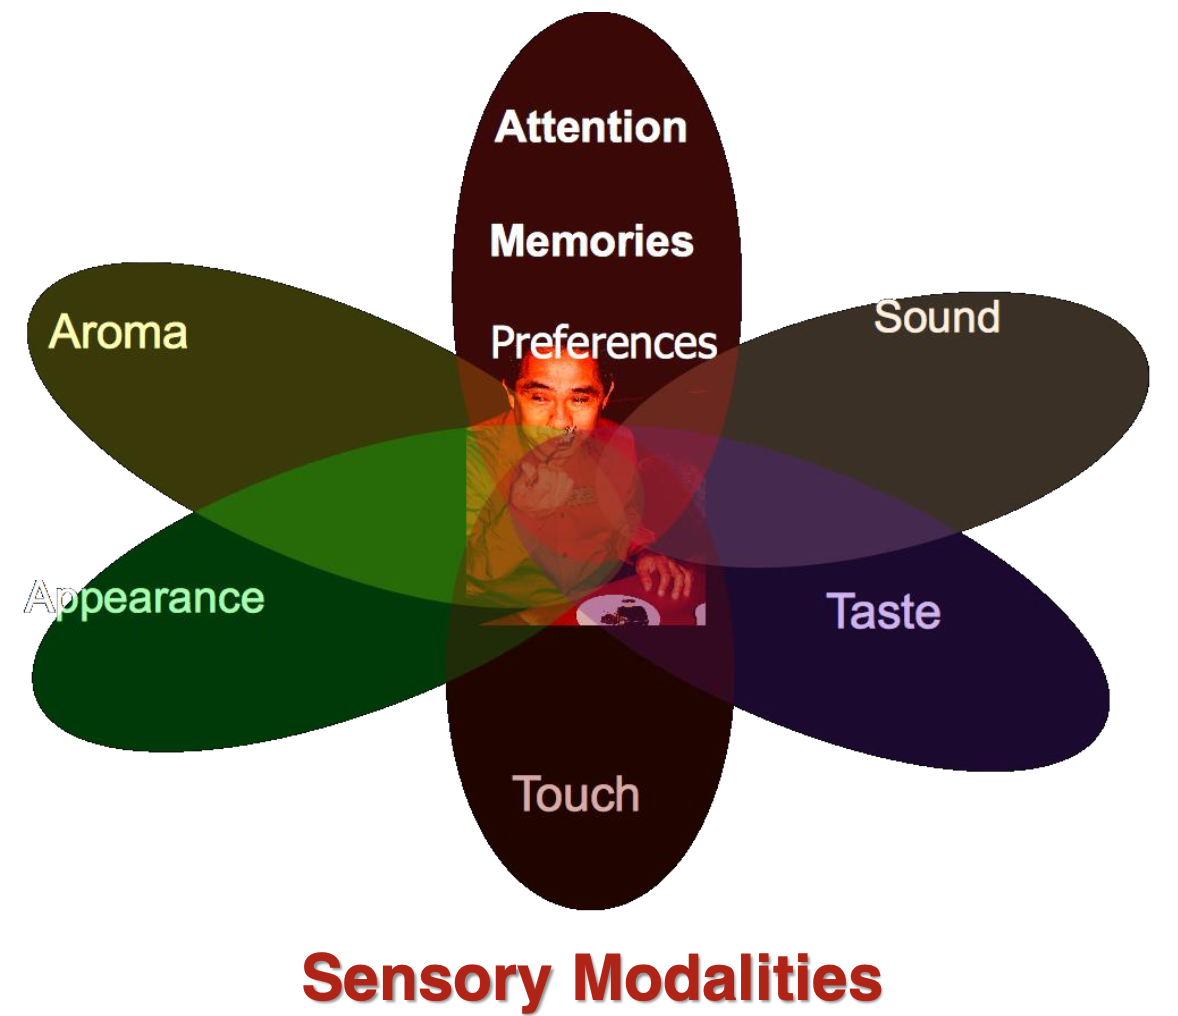 Attention
Memories
Preferences
Aroma
Sound
Appearance
Taste
Touch
Sensory Modalities